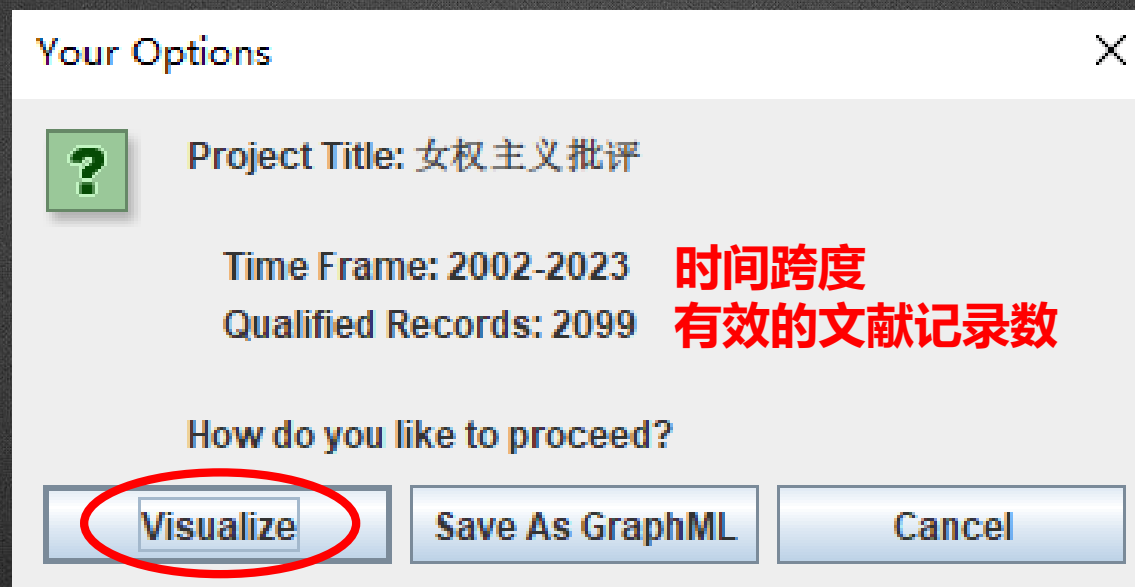 Your Options
?
Project Title: 女权主义批评
Time Frame: 2002-2023 时间跨度
Qualified Records: 2099 有效的文献记录数
How do you like to proceed?
Visualize Save As GraphML Cancel